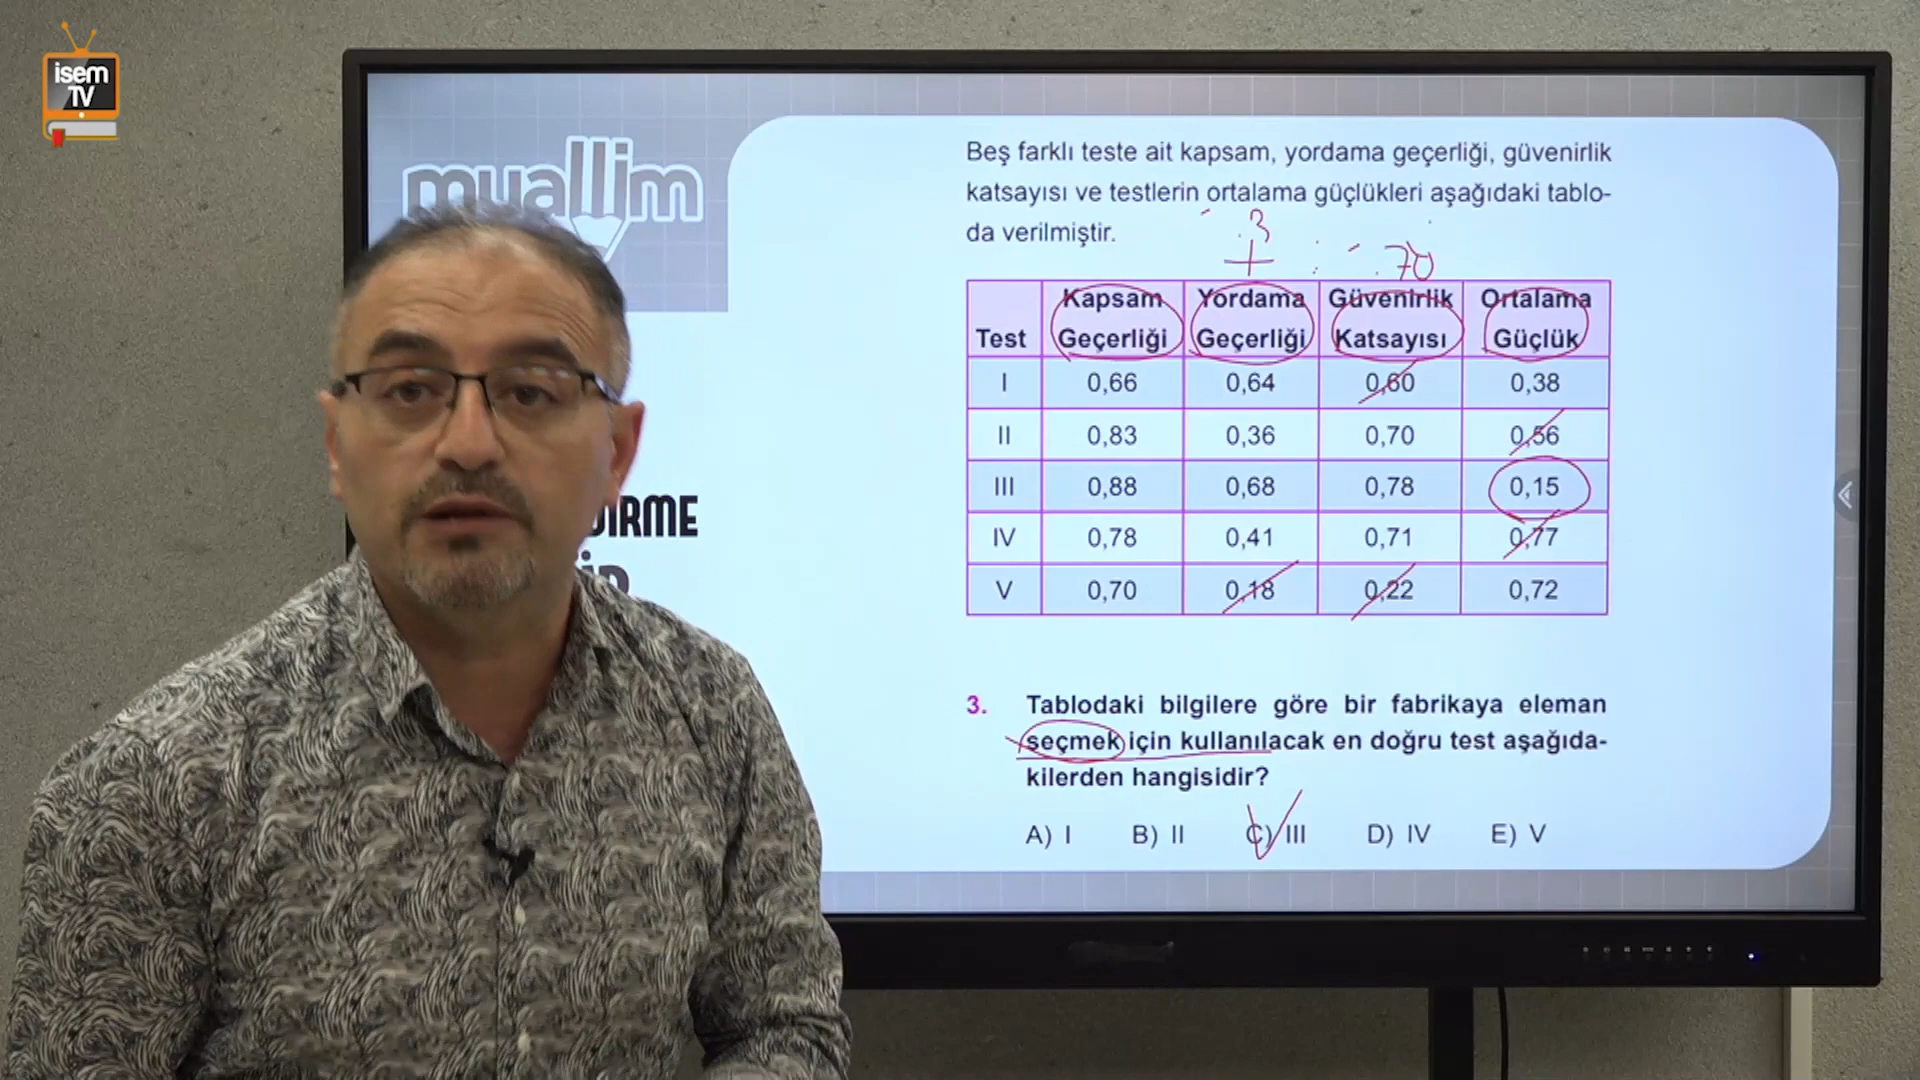 isem
TV
muallim
Beş farklı teste ait kapsam, yordama geçerliği, güvenirlik
katsayısı ve testlerin ortalama güçlükleri aşağıdaki tablo-
da verilmiştir.
.3
.70
Test Kapsam Geçerliği Yordama Geçerliği Güvenirlik Katsayısı Ortalama Güçlük
I 0,66 0,64 0,60 0,38
II 0,83 0,36 0,70 0,56
III 0,88 0,68 0,78 0,15
IV 0,78 0,41 0,71 0,77
V 0,70 0,18 0,22 0,72
3. Tablodaki bilgilere göre bir fabrikaya eleman
seçmek için kullanılacak en doğru test aşağıda-
kilerden hangisidir?
A) I B) II C) III D) IV E) V